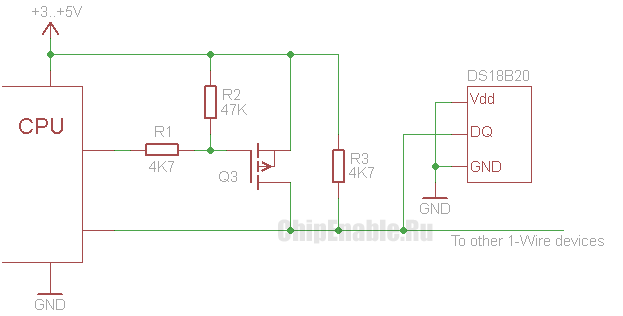 +3..+5V
DS18B20
Vdd
R2
47K
CPU
R1
DQ
4K7
R3
4K7
Q3
GND
GND
ChipEnable.Ru
To other 1-Wire devices
GND